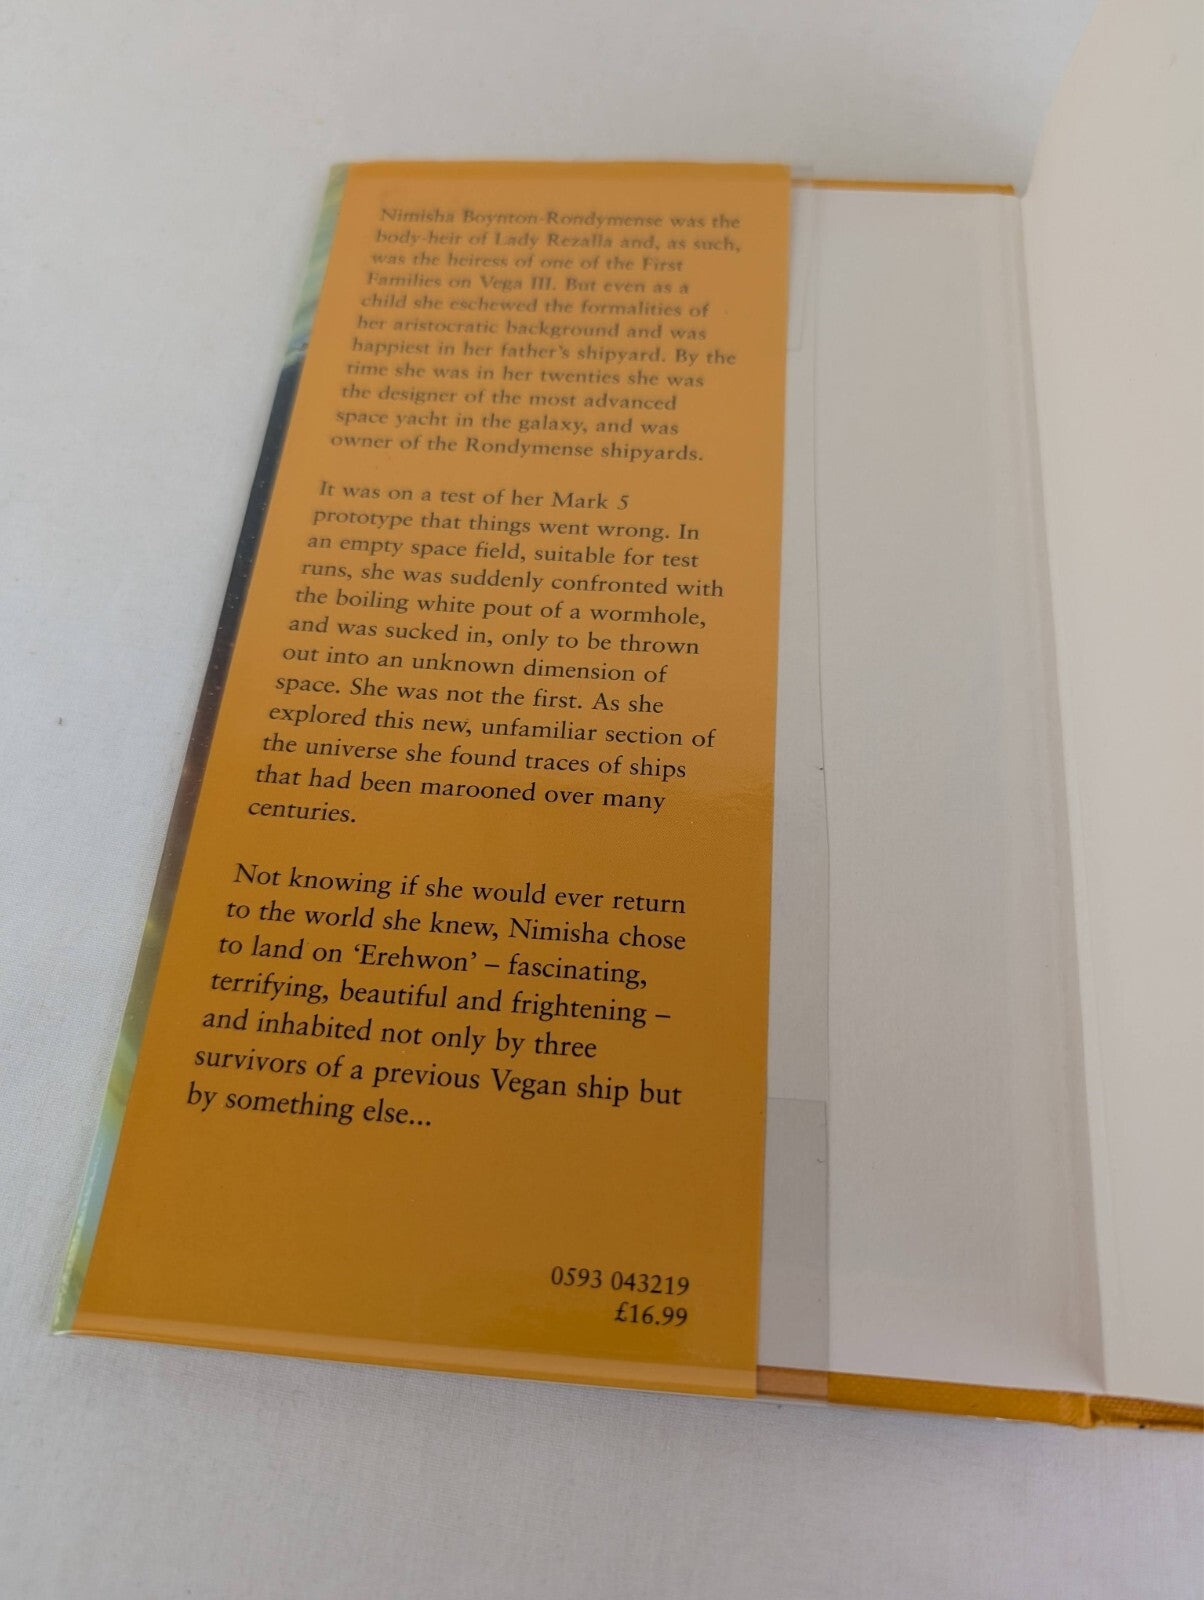 Nimisha Boynton-Rondymense was the
body-heir of Lady Rezalla and, as such,
was the heiress of one of the First
Families on Vega III. But even as a
child she eschewed the formalities of
her aristocratic background and was
happiest in her father's shipyard. By the
time she was in her twenties she was
the designer of the most advanced
space yacht in the galaxy, and was
owner of the Rondymense shipyards.
It was on a test of her Mark 5
prototype that things went wrong. In
an empty space field, suitable for test
runs, she was suddenly confronted with
the boiling white pout of a wormhole,
and was sucked in, only to be thrown
out into an unknown dimension of
space. She was not the first. As she
explored this new, unfamiliar section of
the universe she found traces of ships
that had been marooned over many
centuries.
Not knowing if she would ever return
to the world she knew, Nimisha chose
to land on ‘Erehwon’ – fascinating,
terrifying, beautiful and frightening –
and inhabited not only by three
survivors of a previous Vegan ship but
by something else...
0593 043219
£16.99